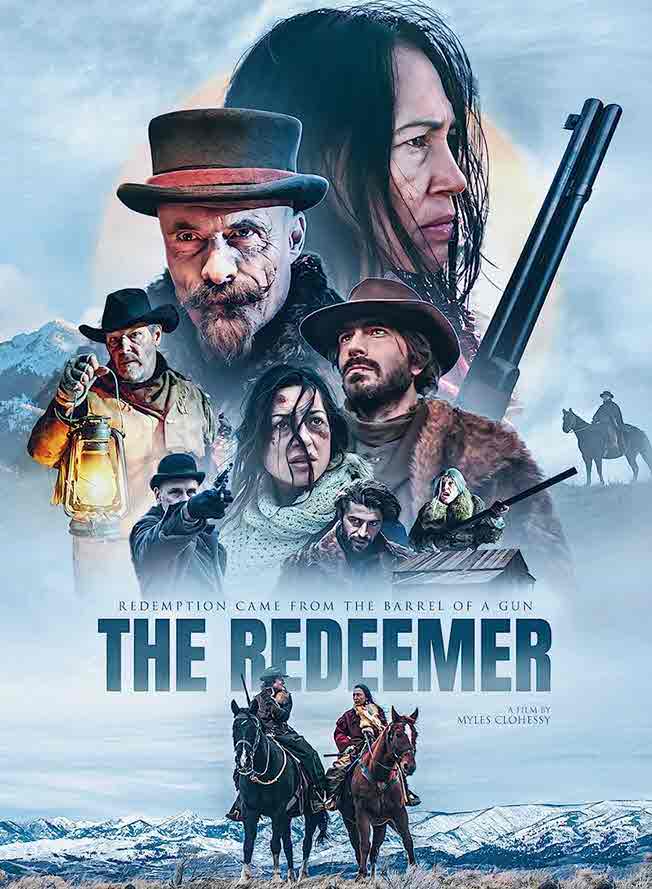 REDEMPTION CAME FROM THE BARREL OF A GUN
THE REDEEMER
A FILM BY
MYLES CLOHESSY